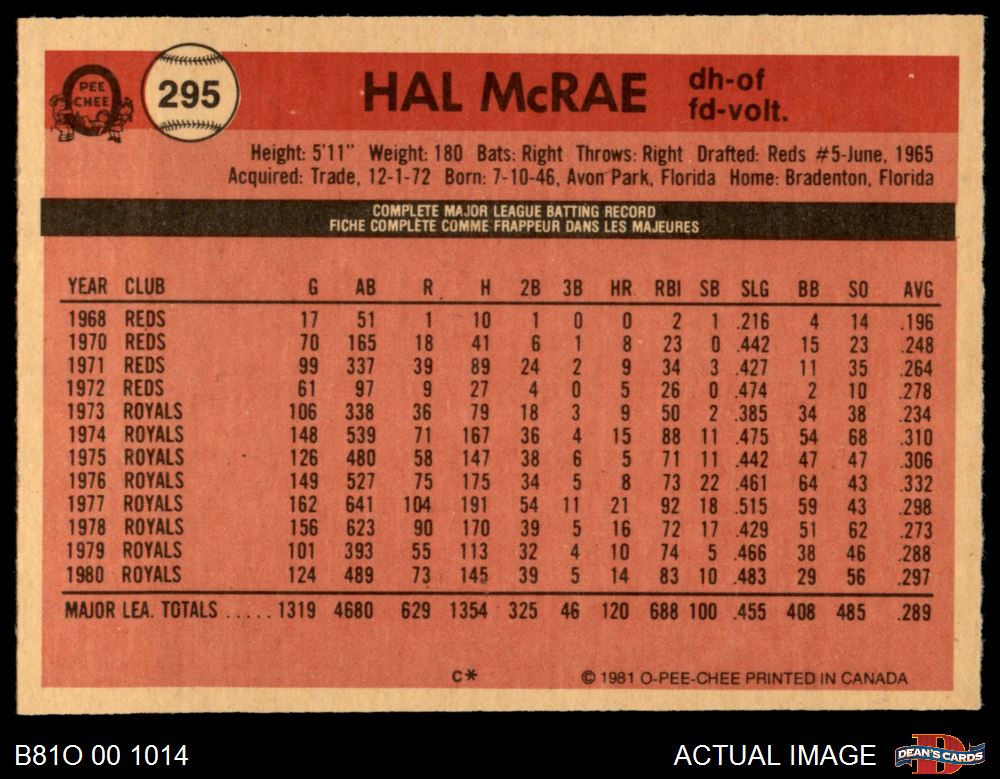 PEE CHEE 295 HAL McRAE dh-of
fd-volt.
Height: 5'11" Weight: 180 Bats: Right Throws: Right Drafted: Reds #5-June, 1965
Acquired: Trade, 12-1-72 Born: 7-10-46, Avon Park, Florida Home: Bradenton, Florida
COMPLETE MAJOR LEAGUE BATTING RECORD
FICHE COMPLÈTE COMME FRAPPEUR DANS LES MAJEURES
YEAR CLUB G AB R H 2B 3B HR RBI SB SLG BB SO AVG
1968 REDS 17 51 1 10 1 0 0 2 1 .216 4 14 .196
1970 REDS 70 165 18 41 6 1 8 23 0 .442 15 23 .248
1971 REDS 99 337 39 89 24 2 9 34 3 .427 11 35 .264
1972 REDS 61 97 9 27 4 0 5 26 0 .474 2 10 .278
1973 ROYALS 106 338 36 79 18 3 9 50 2 .385 34 38 .234
1974 ROYALS 148 539 71 167 36 4 15 88 11 .475 54 68 .310
1975 ROYALS 126 480 58 147 38 6 5 71 11 .442 47 47 .306
1976 ROYALS 149 527 75 175 34 5 8 73 22 .461 64 43 .332
1977 ROYALS 162 641 104 191 54 11 21 92 18 .515 59 43 .298
1978 ROYALS 156 623 90 170 39 5 16 72 17 .429 51 62 .273
1979 ROYALS 101 393 55 113 32 4 10 74 5 .466 38 46 .288
1980 ROYALS 124 489 73 145 39 5 14 83 10 .483 29 56 .297
MAJOR LEA. TOTALS ..... 1319 4680 629 1354 325 46 120 688 100 .455 408 485 .289
C* © 1981 O-PEE-CHEE PRINTED IN CANADA
B81O 00 1014 ACTUAL IMAGE D DEAN'S CARDS